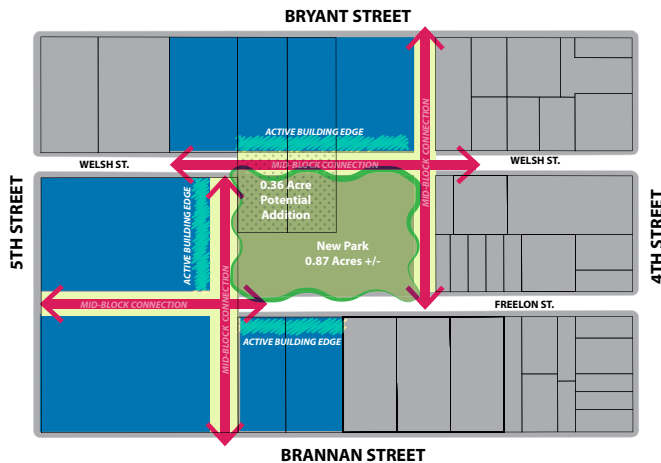 BRYANT STREET
MID-BLOCK CONNECTION
ACTIVE BUILDING EDGE
WELSH ST.
MID-BLOCK CONNECTION
WELSH ST.
5TH STREET
ACTIVE BUILDING EDGE
0.36 Acre
Potential
Addition
New Park
0.87 Acres +/-
4TH STREET
MID-BLOCK CONNECTION
MID-BLOCK CONNECTION
FREELON ST.
ACTIVE BUILDING EDGE
BRANNAN STREET